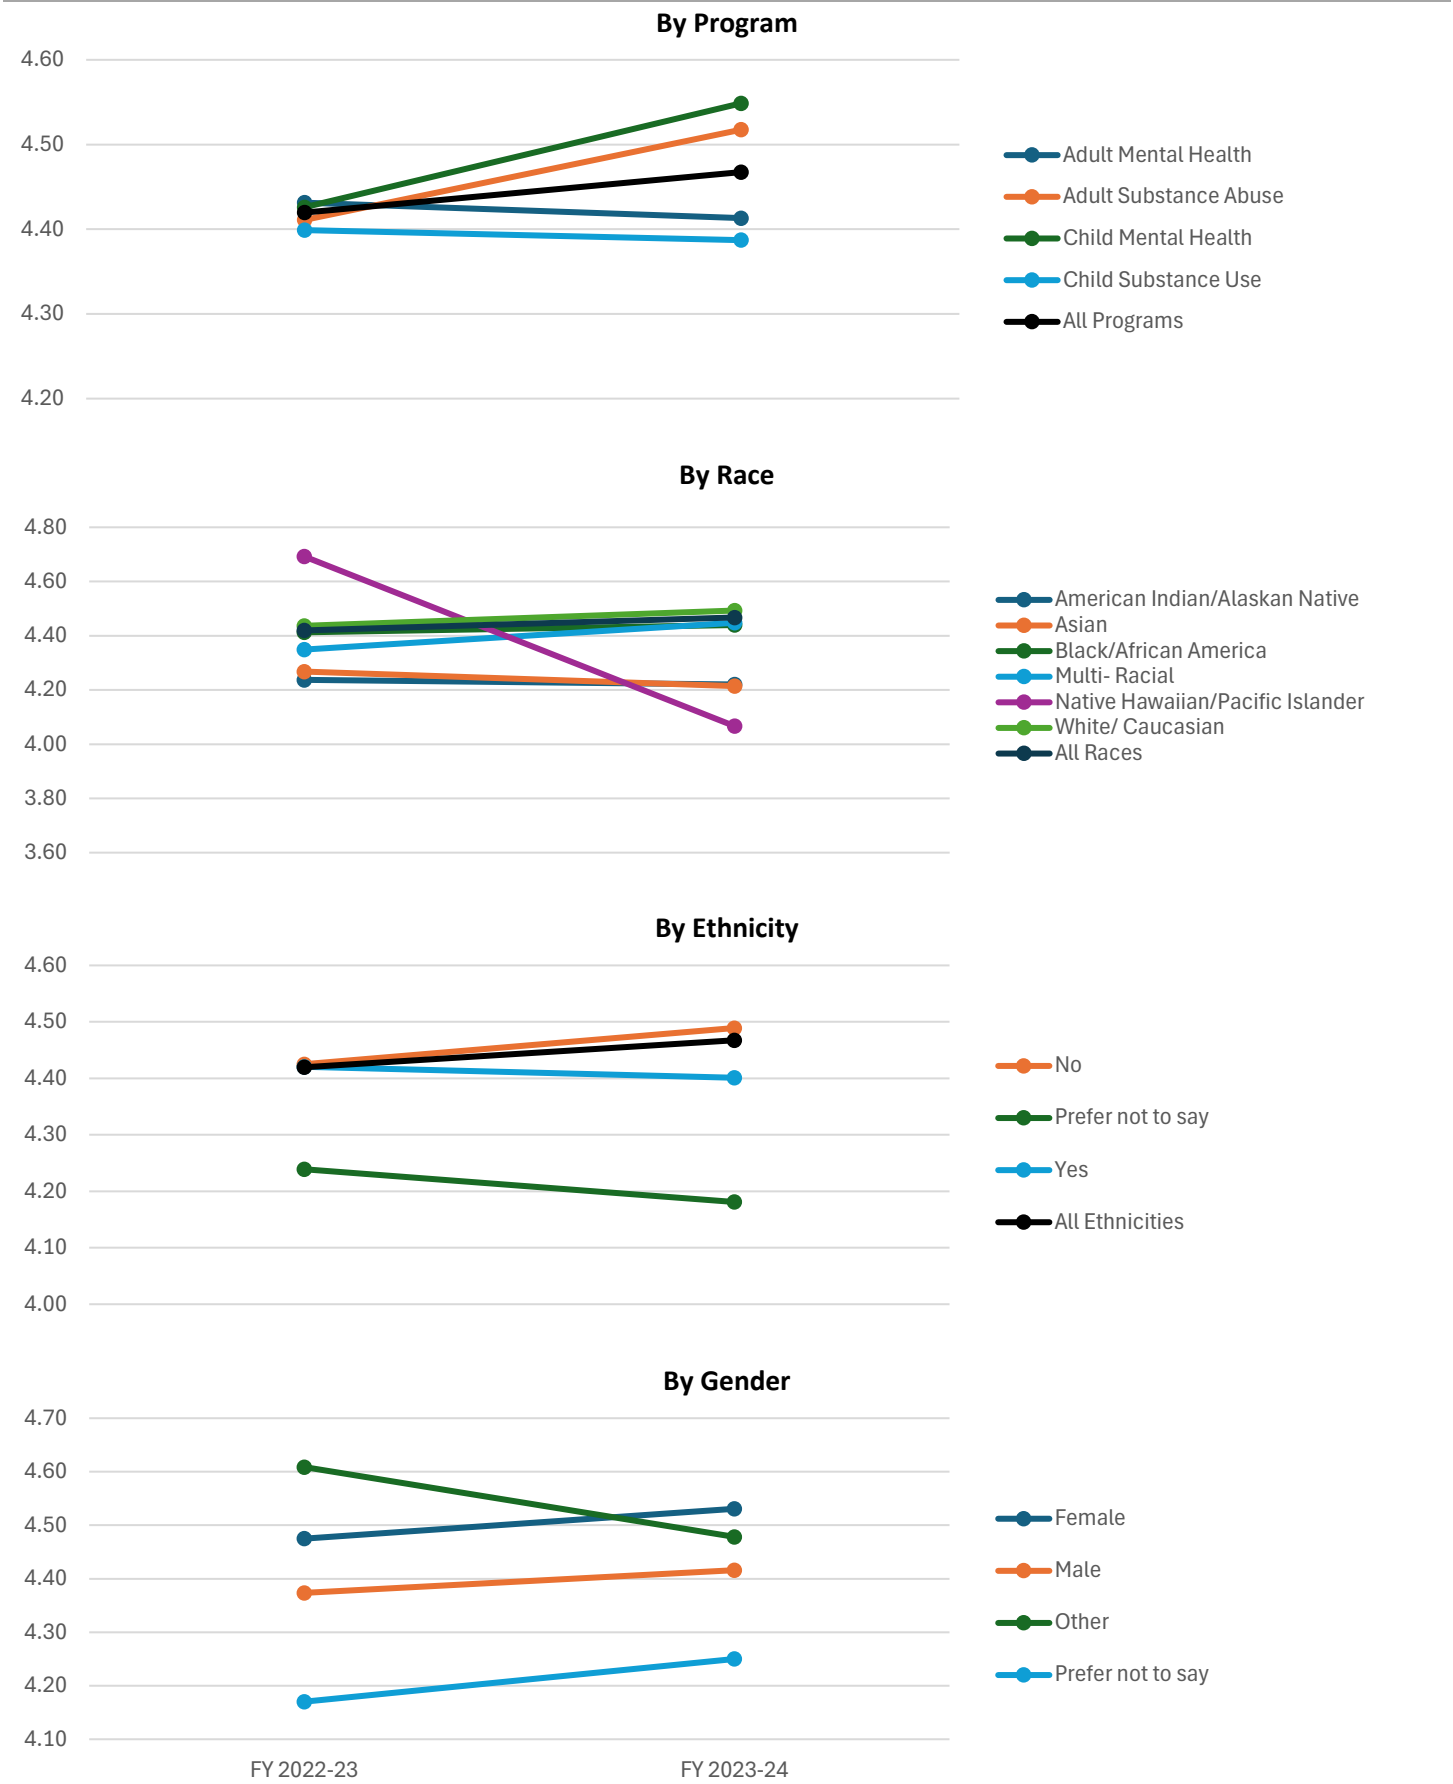 By Program
4.60
4.50
4.40
4.30
4.20
Adult Mental Health
Adult Substance Abuse
Child Mental Health
Child Substance Use
All Programs
By Race
4.80
4.60
4.40
4.20
4.00
3.80
3.60
American Indian/Alaskan Native
Asian
Black/African America
Multi- Racial
Native Hawaiian/Pacific Islander
White/ Caucasian
All Races
By Ethnicity
4.60
4.50
4.40
4.30
4.20
4.10
4.00
No
Prefer not to say
Yes
All Ethnicities
By Gender
4.70
4.60
4.50
4.40
4.30
4.20
4.10
Female
Male
Other
Prefer not to say
FY 2022-23
FY 2023-24